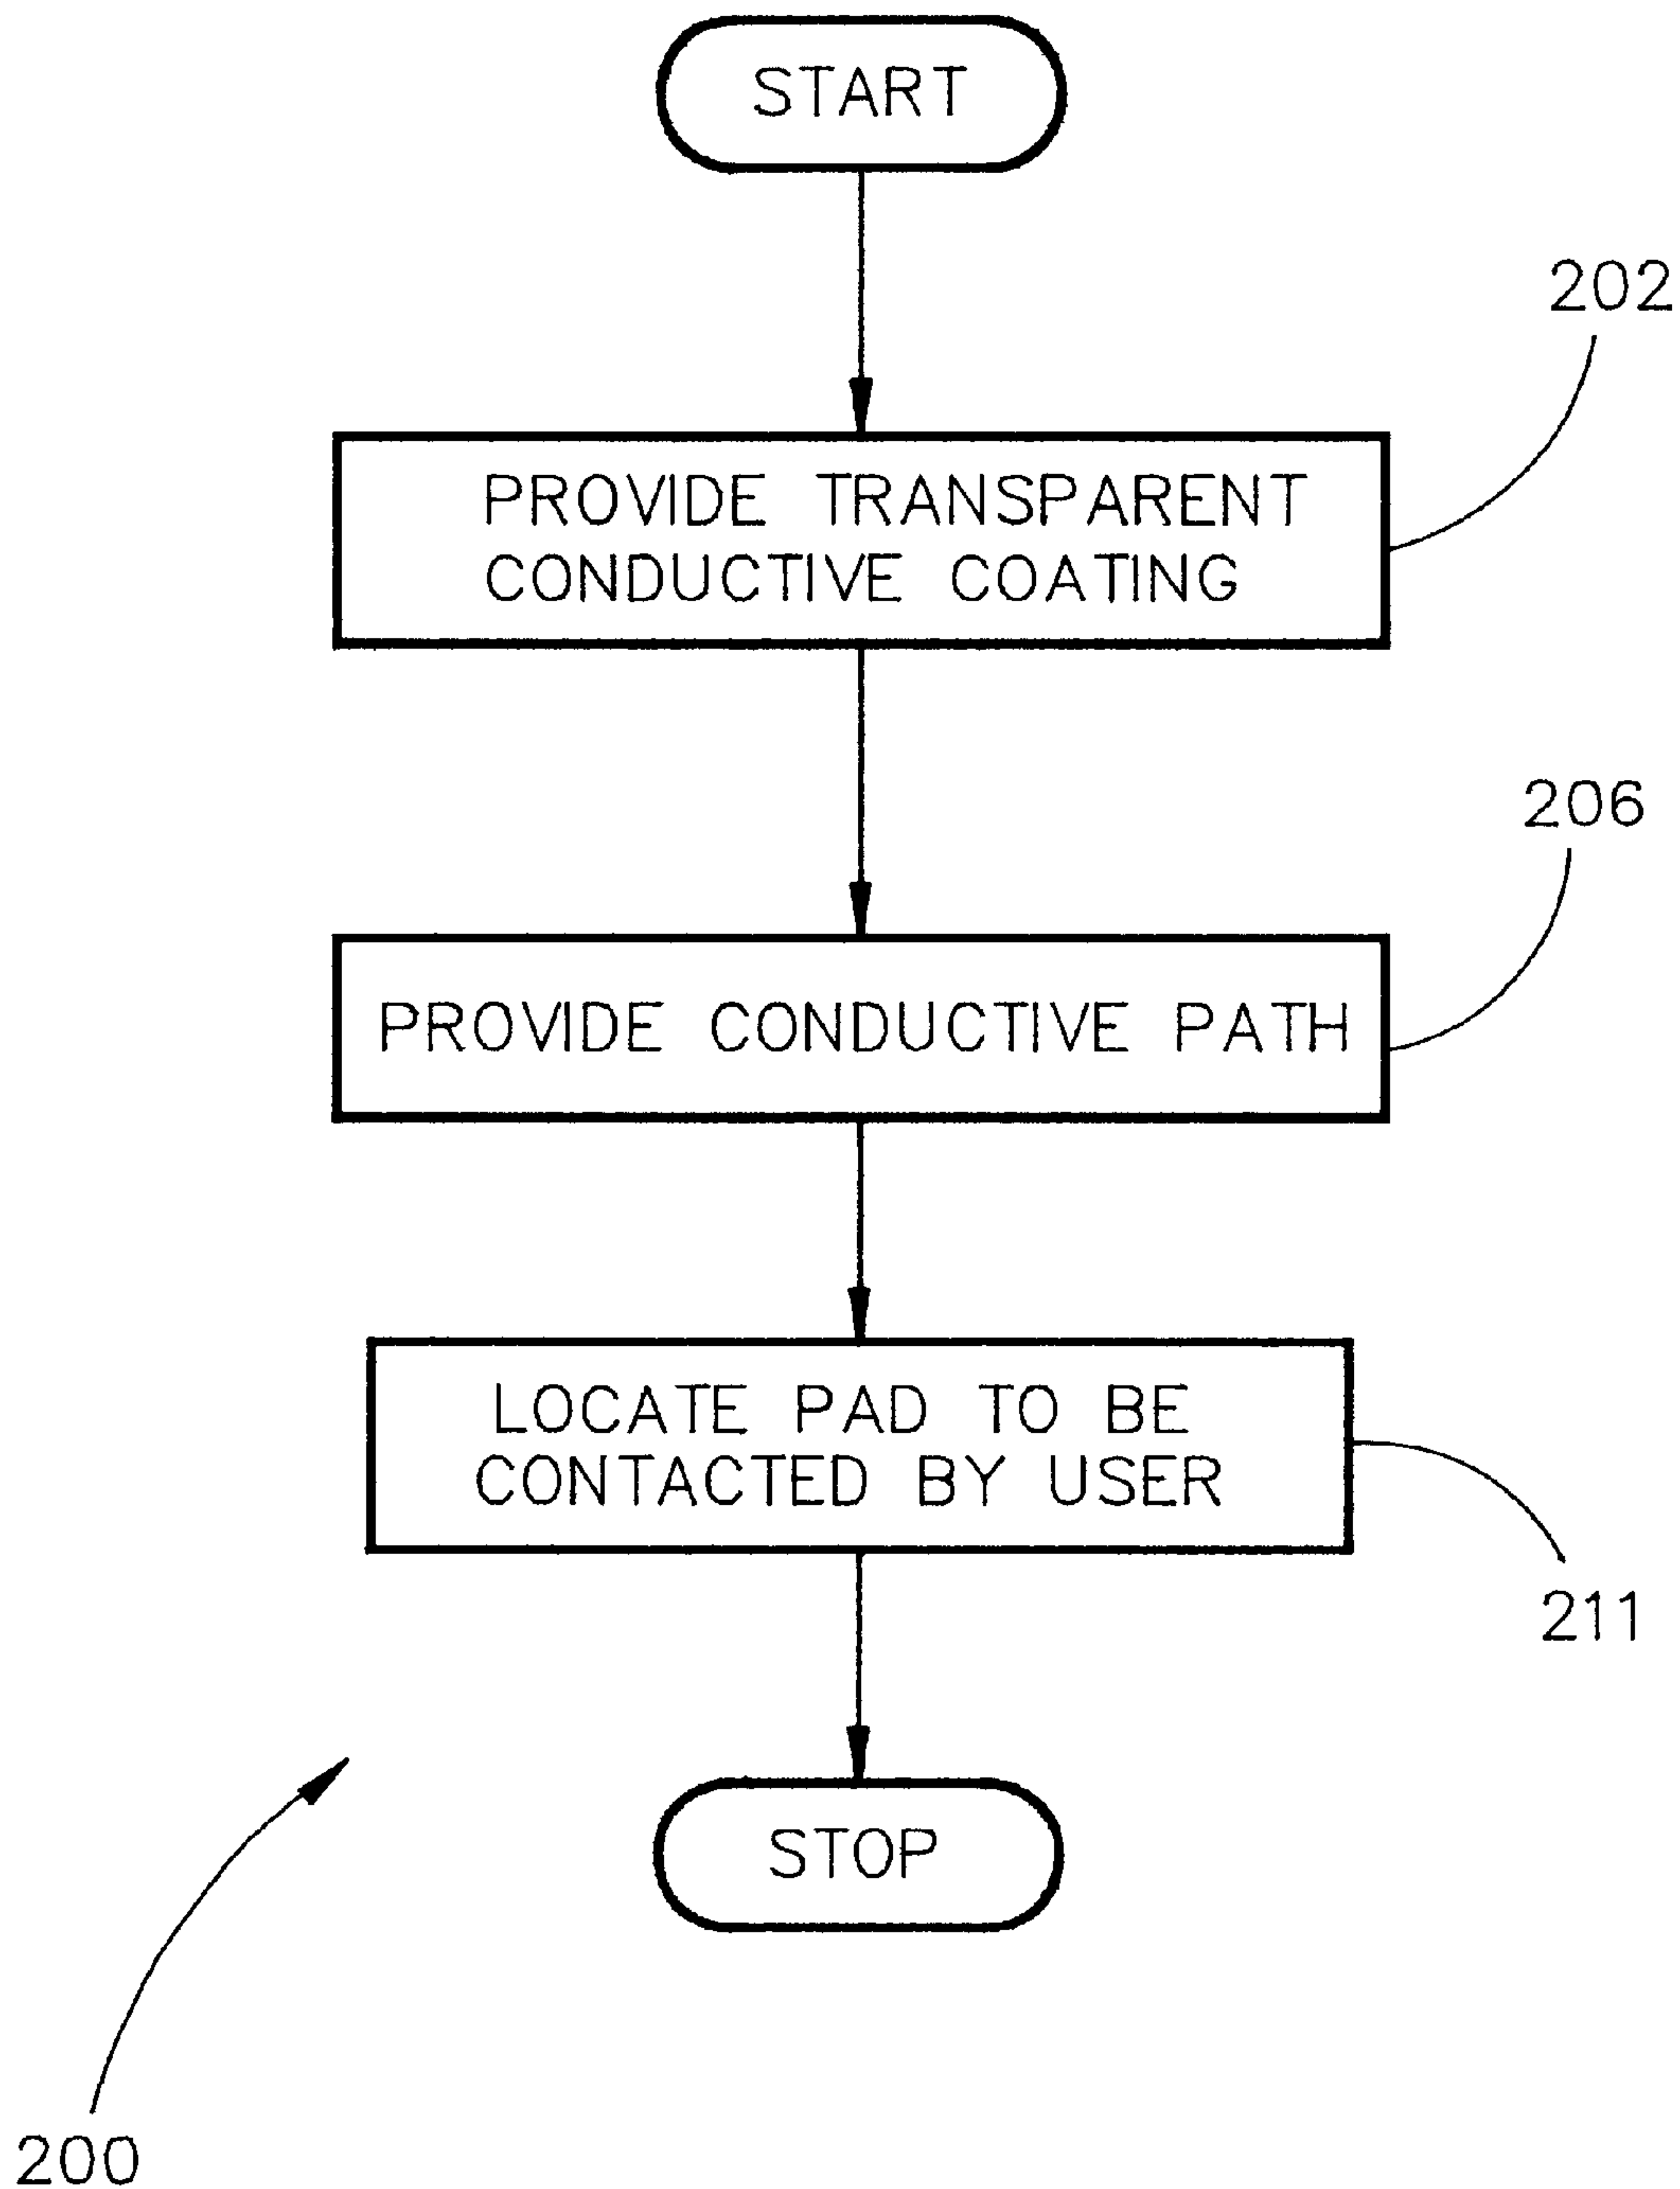 START
202
PROVIDE TRANSPARENT
CONDUCTIVE COATING
206
PROVIDE CONDUCTIVE PATH
LOCATE PAD TO BE
CONTACTED BY USER
211
STOP
200